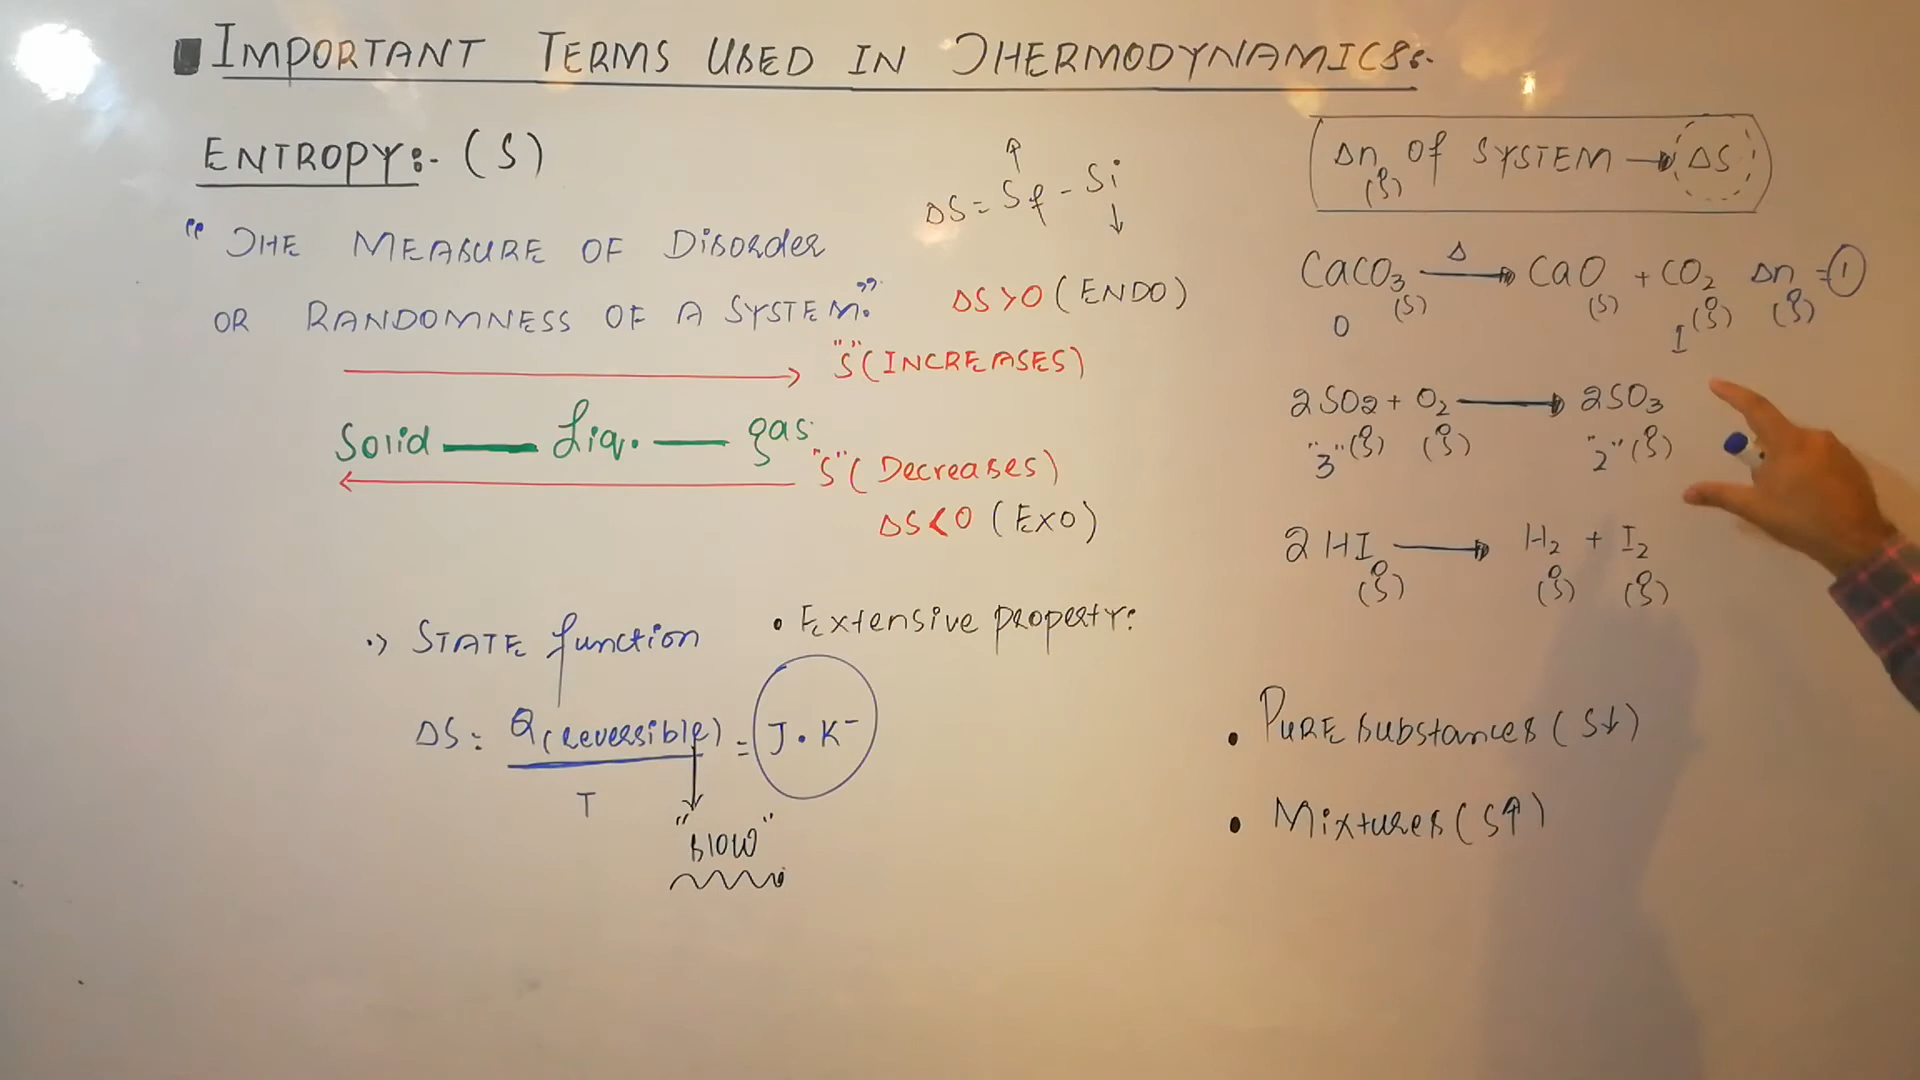 IMPORTANT TERMS USED IN THERMODYNAMICS:-
ENTROPY:- (S)
"THE MEASURE OF Disorder
OR RANDOMNESS OF A SYSTEM."
ΔS = Sf - Si
ΔS>0 (ENDO)
"S" (INCREASES)
Solid — Liq. — gas
"S" (Decreases)
ΔS<0 (EXO)
STATE function
• Extensive property:
ΔS = Q(reversible) = J • K-
T
"slow"
Δn (g) of SYSTEM → ΔS
CaCO3 (s) Δ→ CaO (s) + CO2 (g) Δn (g) = 1
0 1
2SO2 + O2 → 2SO3
"3" (g) (g) "2" (g)
2HI → H2 + I2
(g) (g) (g)
• PURE substances (S↓)
• Mixtures (S↑)